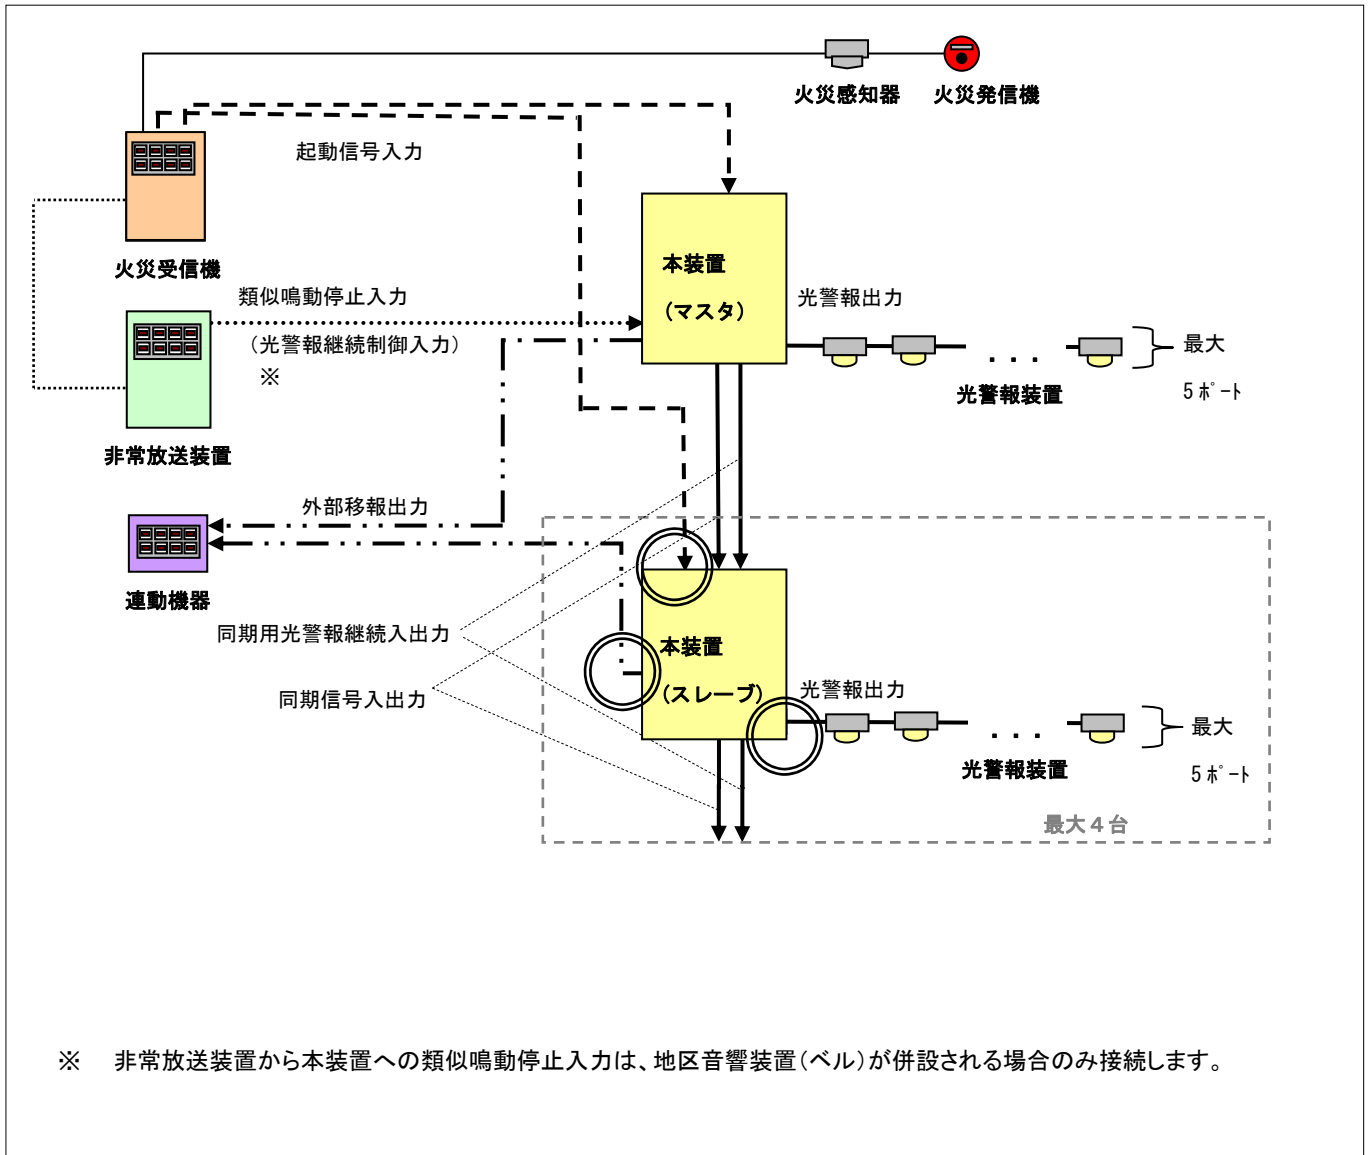 火災感知器
火災発信機
起動信号入力
火災受信機
本装置
(マスタ)
類似鳴動停止入力
(光警報継続制御入力)
※
光警報出力
最大
5ポート
光警報装置
・・・
非常放送装置
外部移報出力
連動機器
同期用光警報継続入出力
同期信号入出力
本装置
(スレーブ)
光警報出力
最大
5ポート
光警報装置
・・・
最大4台
※ 非常放送装置から本装置への類似鳴動停止入力は、地区音響装置(ベル)が併設される場合のみ接続します。